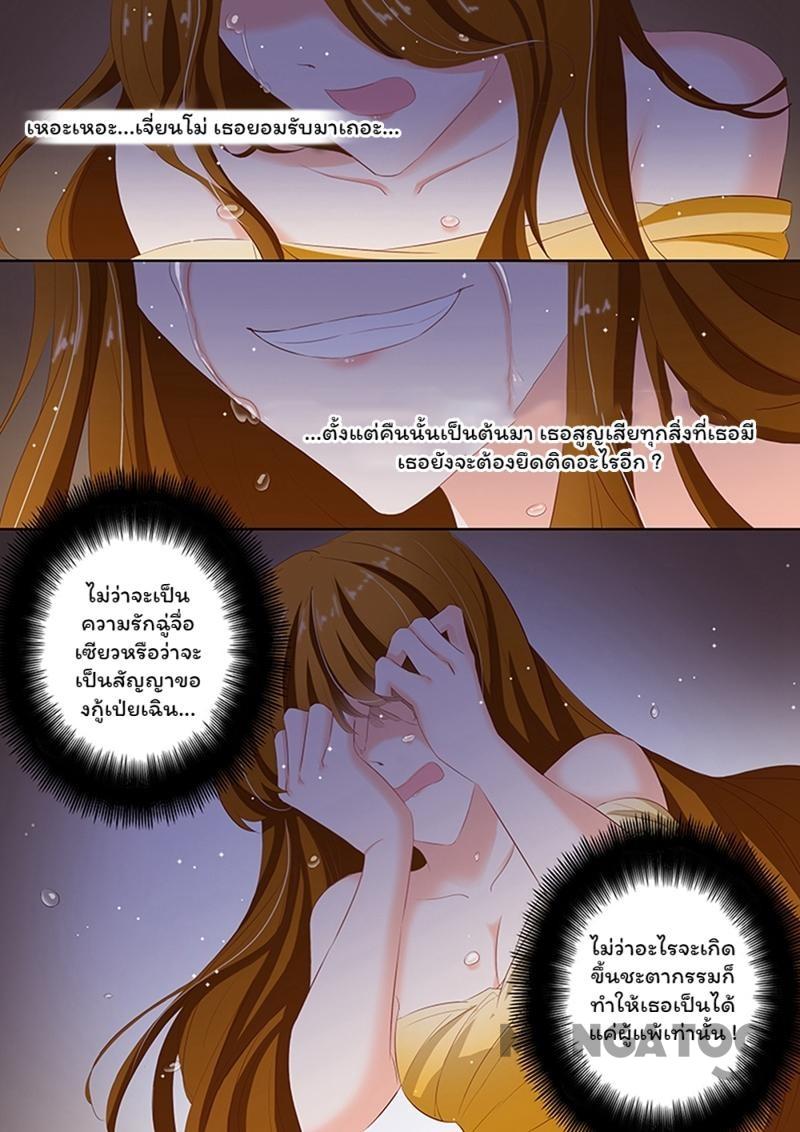 เหอะเหอะ...เจี่ยนโม่ เธอยอมรับมาเถอะ...
...ตั้งแต่คืนนั้นเป็นต้นมา เธอสูญเสียทุกสิ่งที่เธอมี
เธอยังจะต้องยึดติดอะไรอีก ?
ไม่ว่าจะเป็น
ความรักฉู่จื่อ
เซียวหรือว่าจะ
เป็นสัญญาขอ
งกู้เป่ยเฉิน...
ไม่ว่าอะไรจะเกิด
ขึ้นชะตากรรมก็
ทำให้เธอเป็นได้
แค่ผู้แพ้เท่านั้น !
MANGATOON